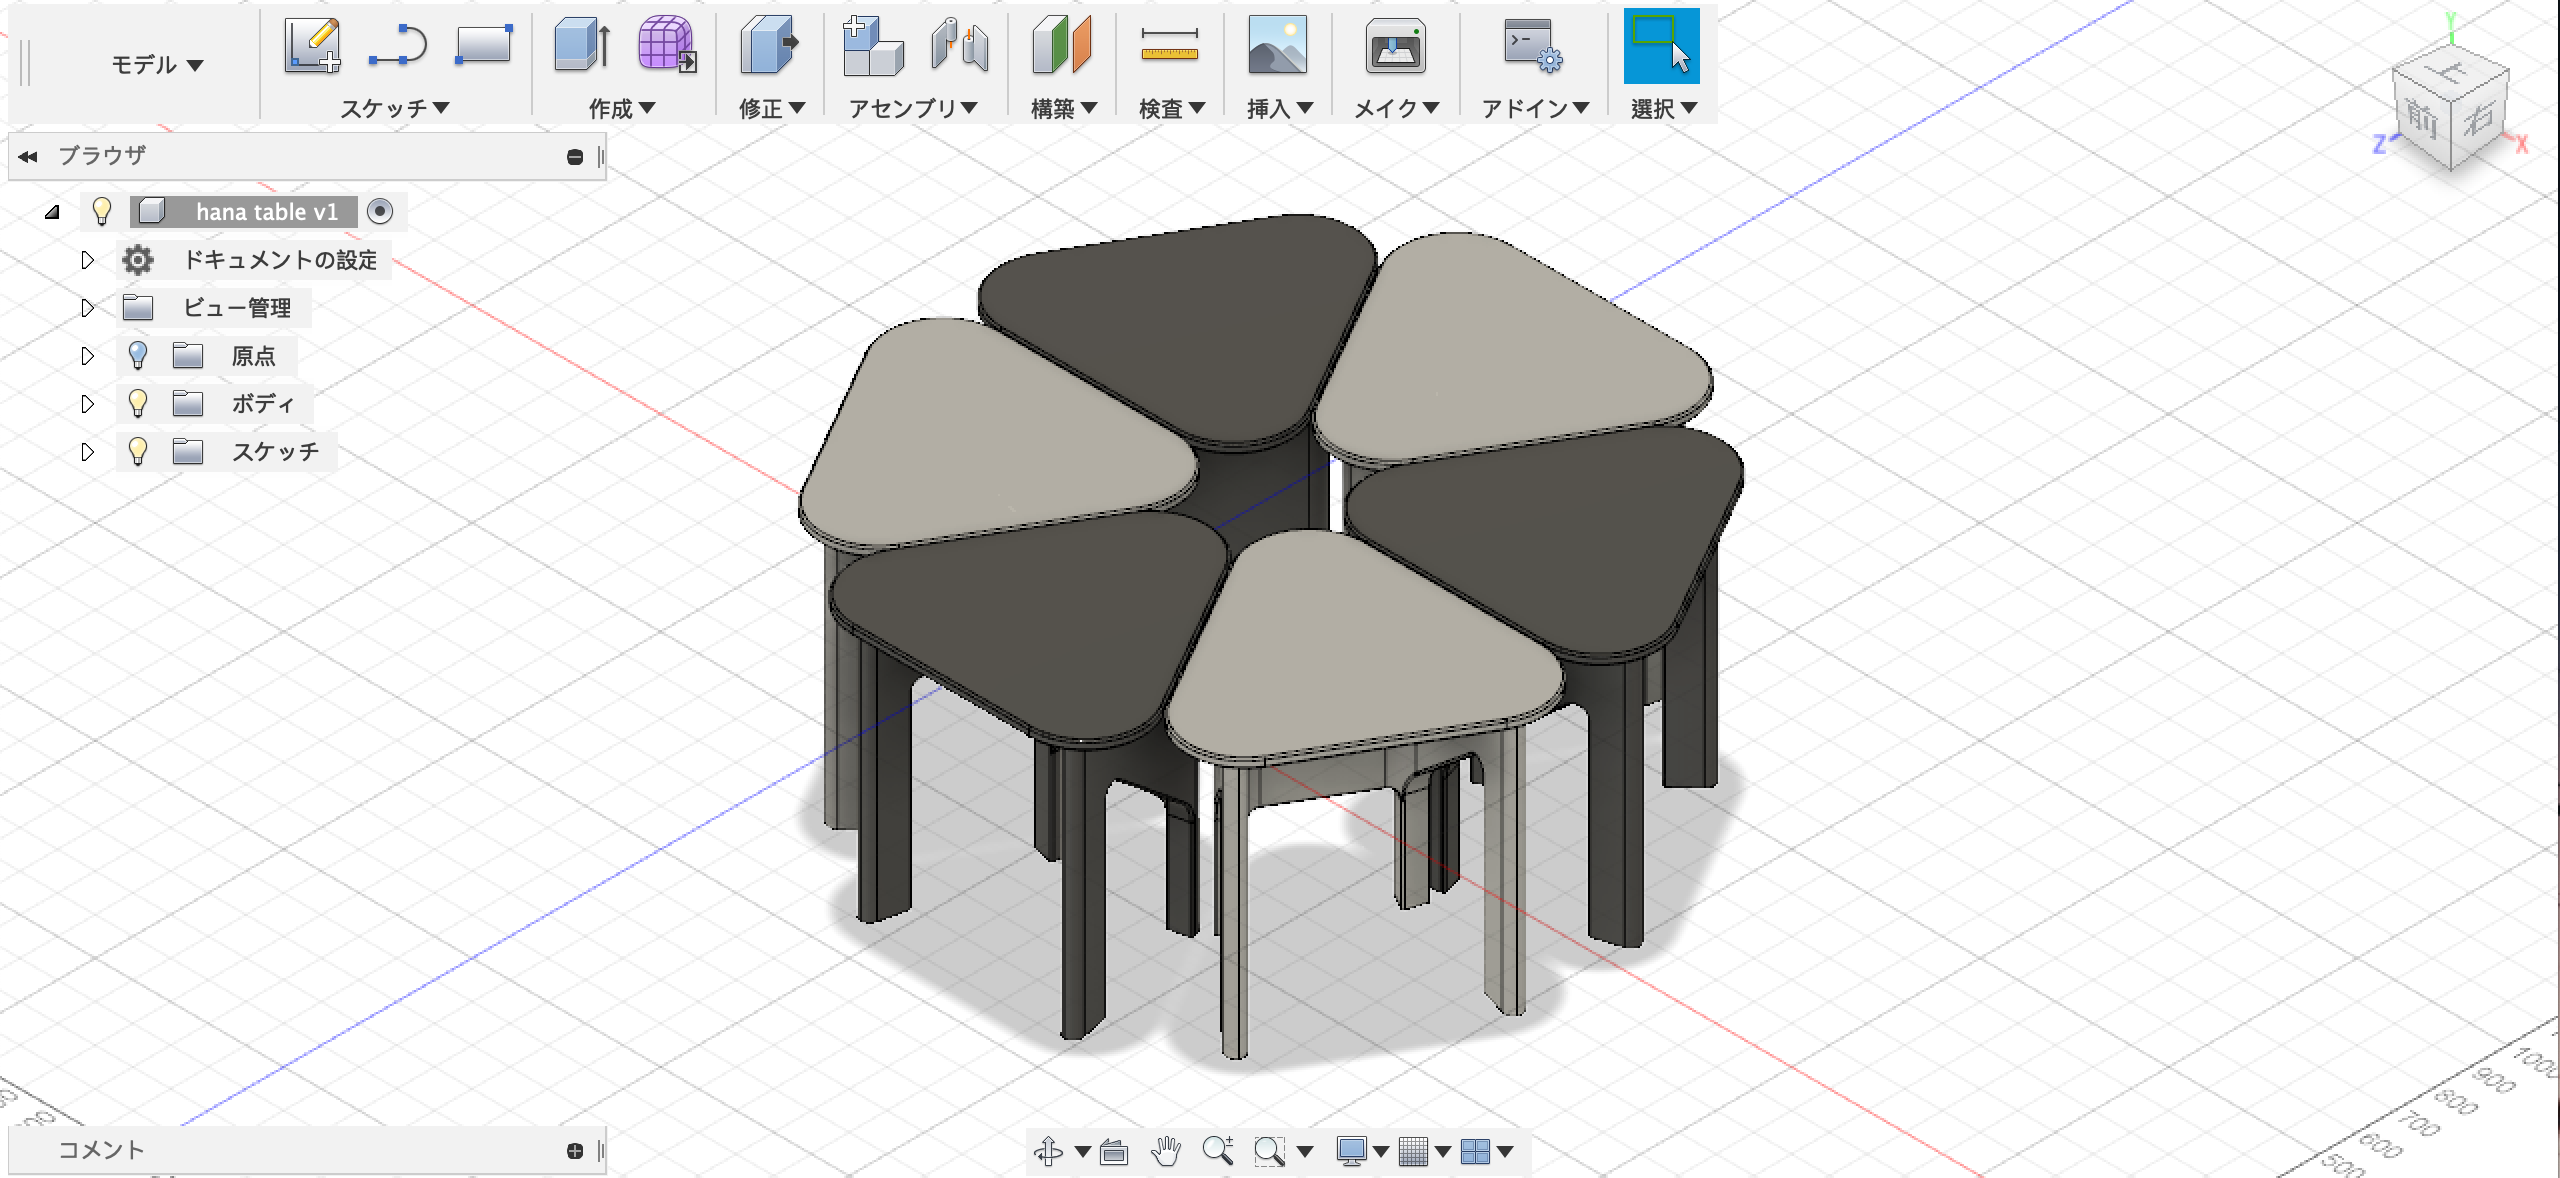 モデル
スケッチ
作成
修正
アセンブリ
構築
検査
挿入
メイク
アドイン
選択
Y
上
前
右
Z
X
ブラウザ
hana table v1
ドキュメントの設定
ビュー管理
原点
ボディ
スケッチ
1000
900
800
700
600
500
コメント